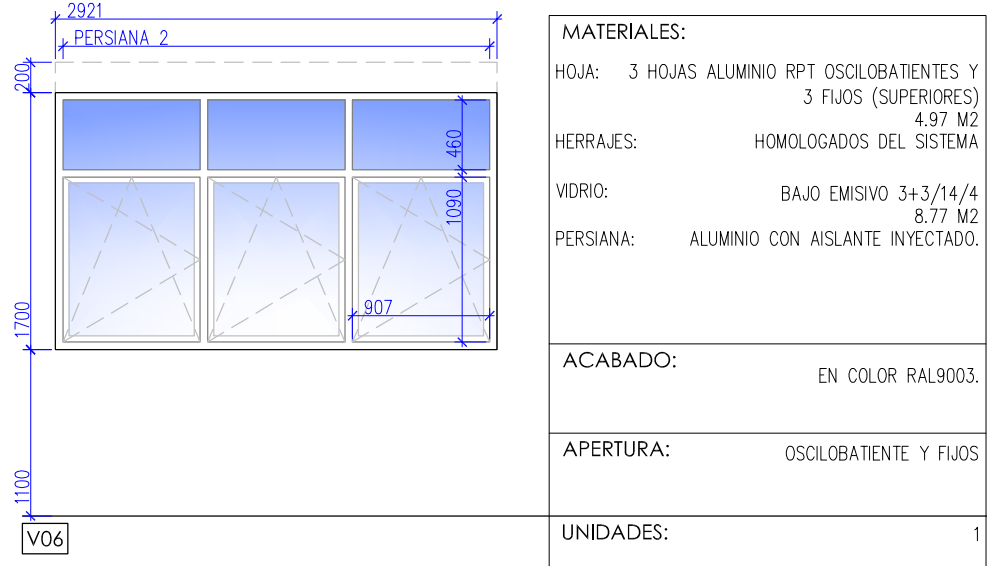 2921
PERSIANA 2
200
460
1090
907
1700
1100
V06
MATERIALES:
HOJA: 3 HOJAS ALUMINIO RPT OSCILOBATIENTES Y
3 FIJOS (SUPERIORES)
4.97 M2
HERRAJES: HOMOLOGADOS DEL SISTEMA
VIDRIO: BAJO EMISIVO 3+3/14/4
8.77 M2
PERSIANA: ALUMINIO CON AISLANTE INYECTADO.
ACABADO:
EN COLOR RAL9003.
APERTURA: OSCILOBATIENTE Y FIJOS
UNIDADES: 1